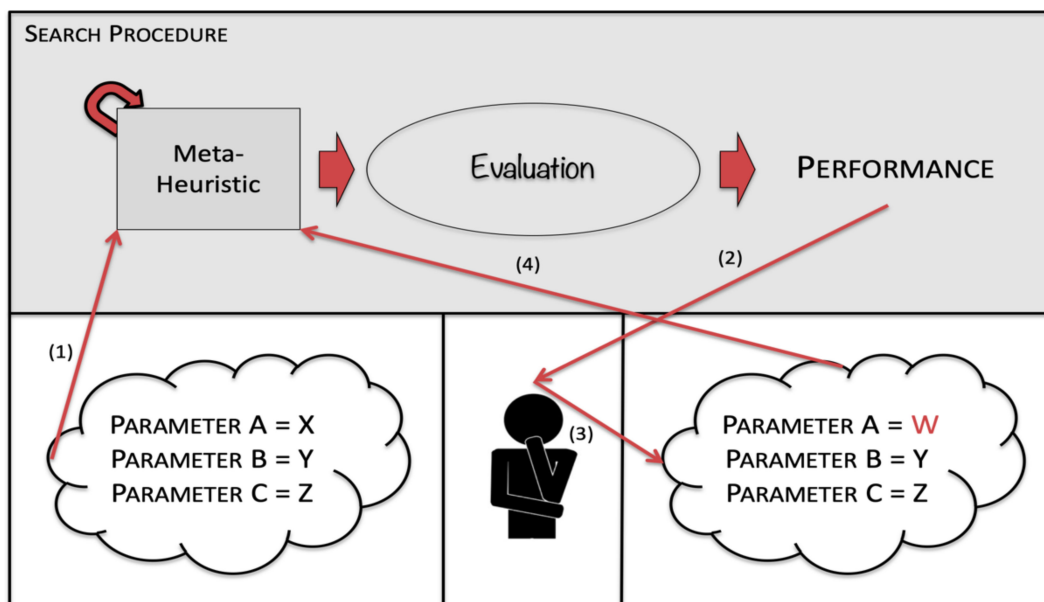 SEARCH PROCEDURE
Meta-
Heuristic
Evaluation
PERFORMANCE
(4)
(2)
(1)
PARAMETER A = X
PARAMETER B = Y
PARAMETER C = Z
(3)
PARAMETER A = W
PARAMETER B = Y
PARAMETER C = Z